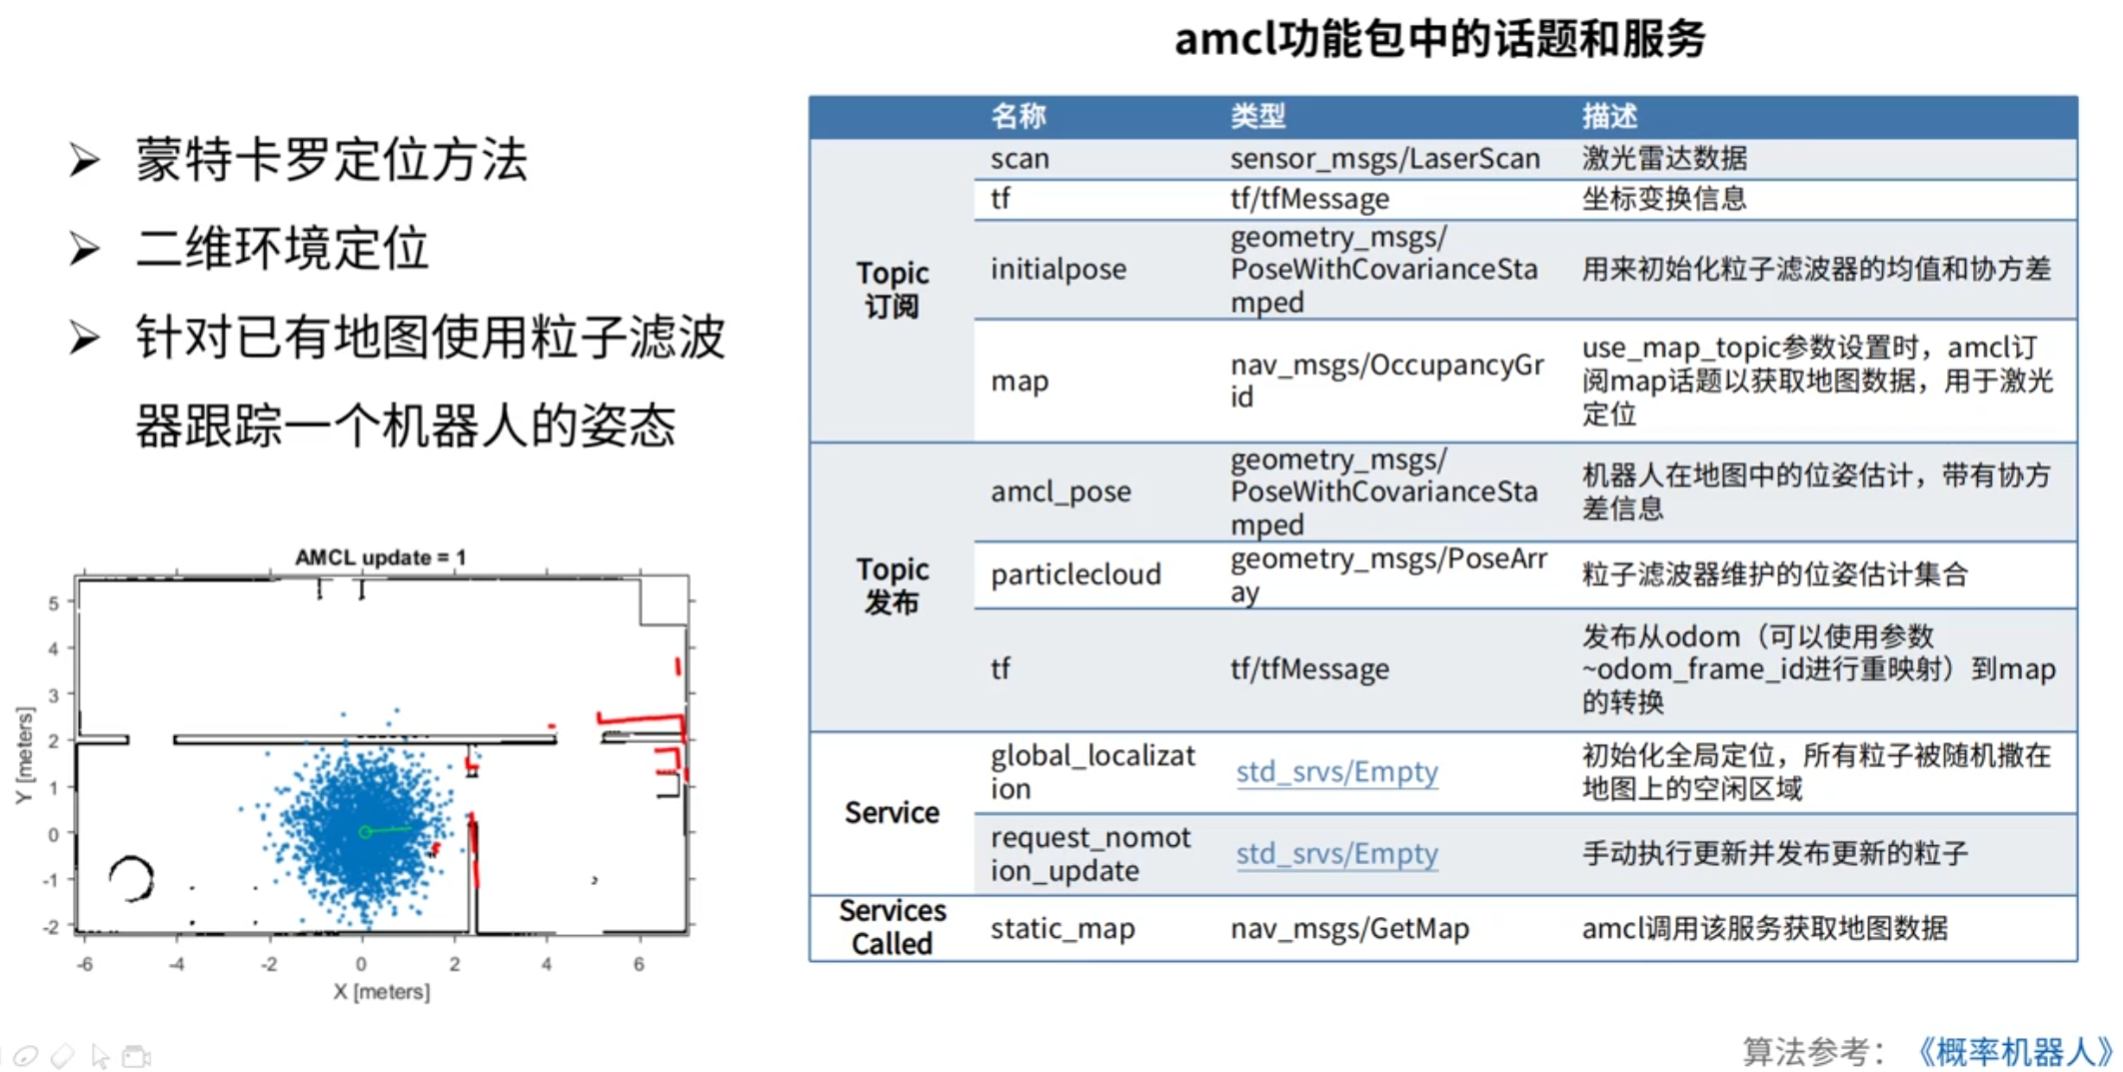 amcl功能包中的话题和服务
蒙特卡罗定位方法
二维环境定位
针对已有地图使用粒子滤波
器跟踪一个机器人的姿态
AMCL update = 1
5
4
3
2
1
0
-1
-2
Y [meters]
-6 -4 -2 0 2 4 6
X [meters]
名称 类型 描述
Topic
订阅
scan sensor_msgs/LaserScan 激光雷达数据
tf tf/tfMessage 坐标变换信息
initialpose
geometry_msgs/
PoseWithCovarianceSta
mped
用来初始化粒子滤波器的均值和协方差
map
nav_msgs/OccupancyGr
id
use_map_topic参数设置时，amcl订
阅map话题以获取地图数据，用于激光
定位
Topic
发布
amcl_pose
geometry_msgs/
PoseWithCovarianceSta
mped
机器人在地图中的位姿估计，带有协方
差信息
particlecloud
geometry_msgs/PoseArr
ay
粒子滤波器维护的位姿估计集合
tf tf/tfMessage
发布从odom（可以使用参数
~odom_frame_id进行重映射）到map
的转换
Service
global_localizat
ion
std_srvs/Empty
初始化全局定位，所有粒子被随机撒在
地图上的空闲区域
request_nomot
ion_update
std_srvs/Empty
手动执行更新并发布更新的粒子
Services
Called
static_map nav_msgs/GetMap amcl调用该服务获取地图数据
算法参考：《概率机器人》